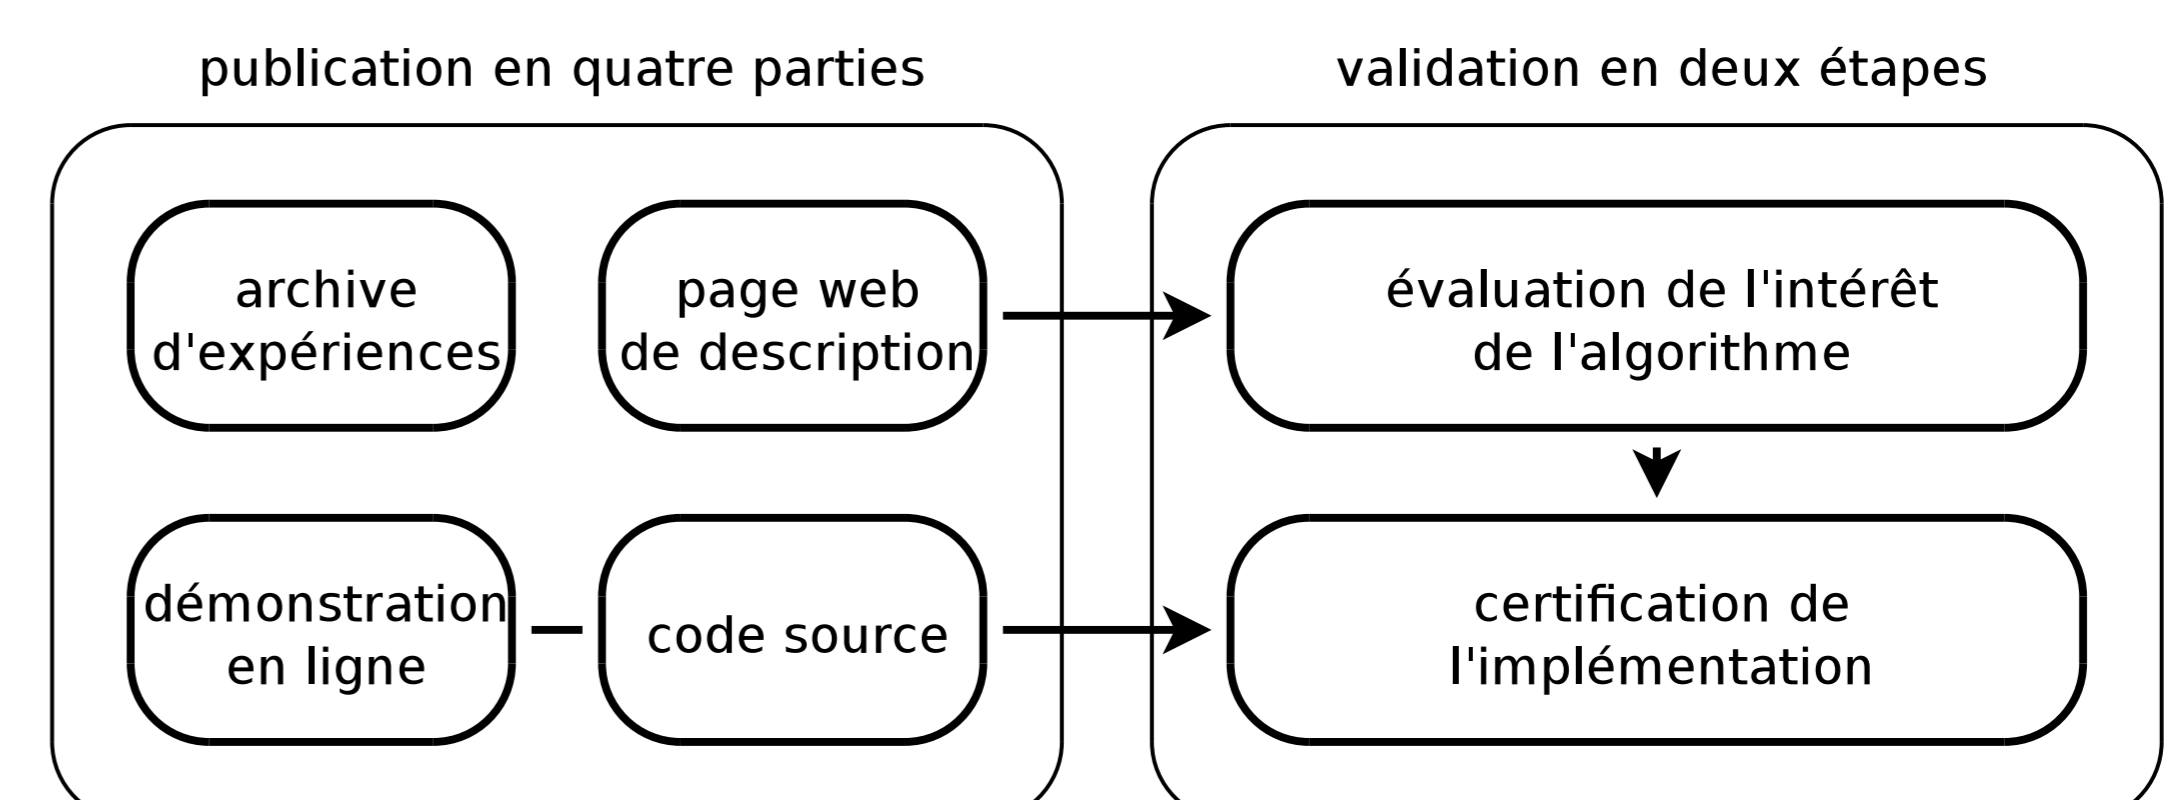 publication en quatre parties
validation en deux étapes
archive
d'expériences
page web
de description
évaluation de l'intérêt
de l'algorithme
démonstration
en ligne
code source
certification de
l'implémentation